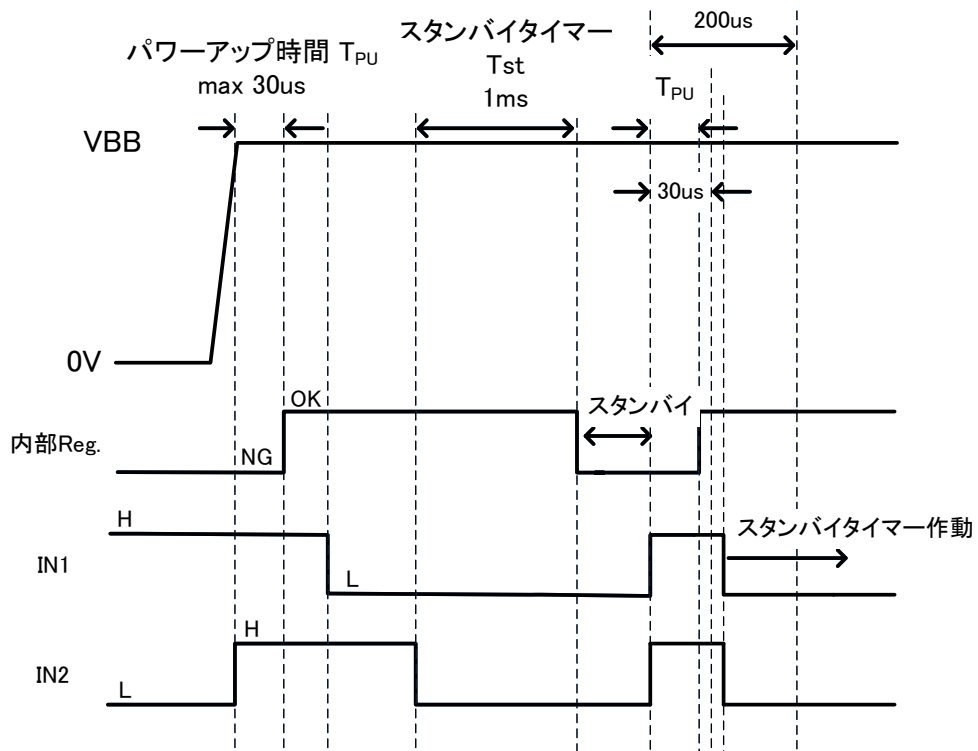 200us
パワーアップ時間 TPU
max 30us
スタンバイタイマー
Tst
1ms
TPU
VBB
30us
0V
OK
スタンバイ
内部Reg.
NG
H
スタンバイタイマー作動
IN1
L
H
IN2
L